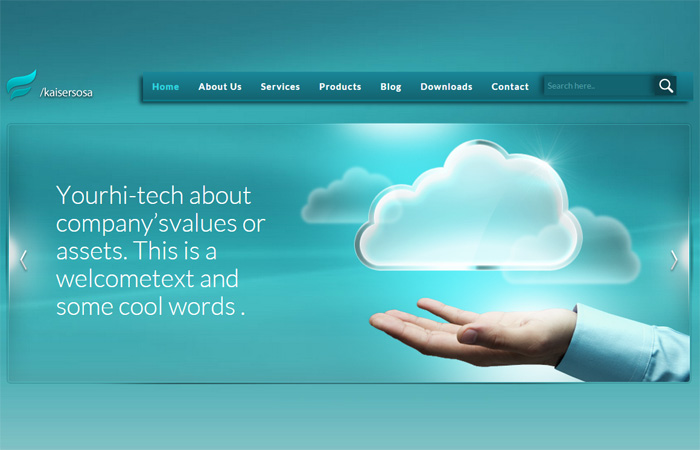 /kaisersosa
Home About Us Services Products Blog Downloads Contact Search here..
Yourhi-tech about
company’svalues or
assets. This is a
welcometext and
some cool words .